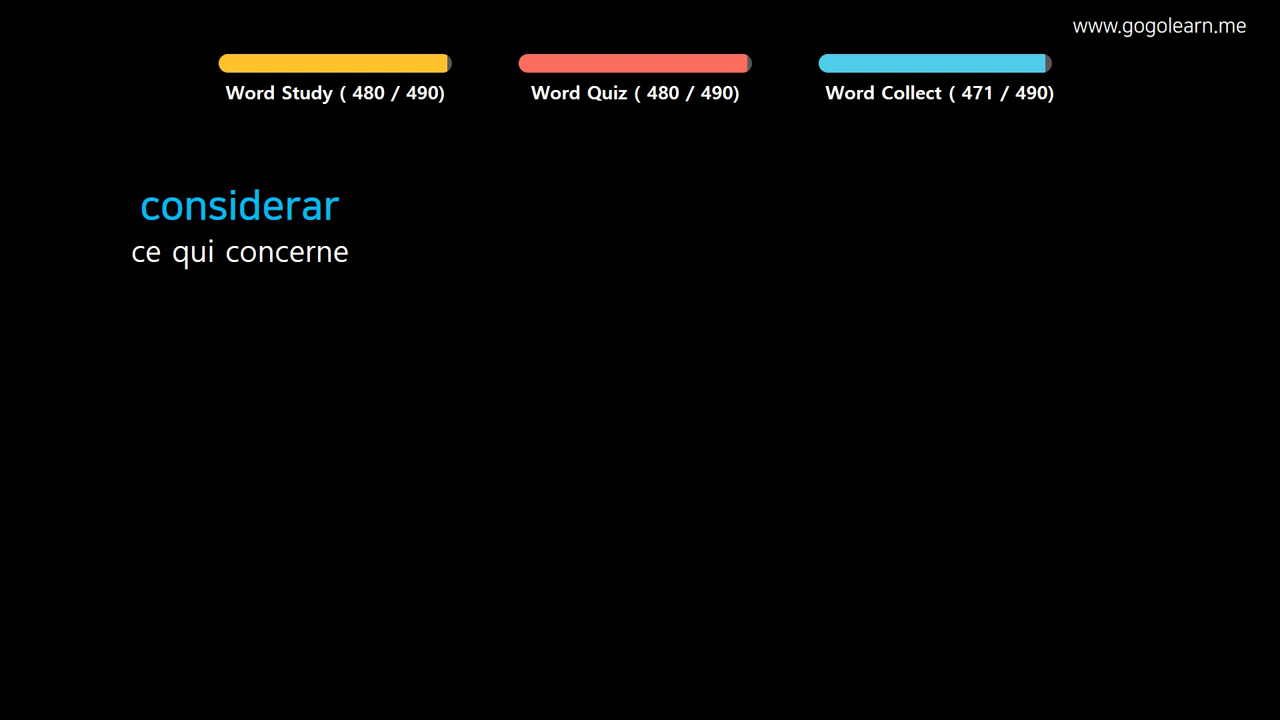 www.gogolearn.me
Word Study ( 480 / 490)
Word Quiz ( 480 / 490)
Word Collect ( 471 / 490)
considerar
ce qui concerne